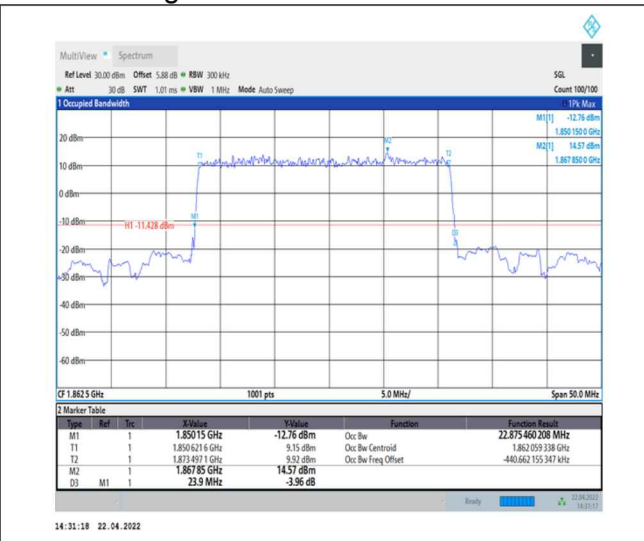 MultiView Spectrum
Ref Level 30.00 dBm Offset 5.88 dB RBW 300 kHz SGL
Att 30 dB SWT 1.01 ms VBW 1 MHz Mode Auto Sweep Count 100/100
1 Occupied Bandwidth 1Pk Max
M1[1] -12.76 dBm
1.850 150 0 GHz
M2[1] 14.57 dBm
1.867 850 0 GHz
20 dBm
M2
T1 T2
10 dBm
0 dBm
M1
-10 dBm
H1 -11.428 dBm
D3
-20 dBm
-30 dBm
-40 dBm
-50 dBm
-60 dBm
CF 1.862 5 GHz 1001 pts 5.0 MHz/ Span 50.0 MHz
2 Marker Table
Type Ref Trc X-Value Y-Value Function Function Result
M1 1 1.850 15 GHz -12.76 dBm Occ Bw 22.875 460 208 MHz
T1 1 1.850 621 6 GHz 9.15 dBm Occ Bw Centroid 1.862 059 338 GHz
T2 1 1.873 497 1 GHz 9.92 dBm Occ Bw Freq Offset -440.662 155 347 kHz
M2 1 1.867 85 GHz 14.57 dBm
D3 M1 1 23.9 MHz -3.96 dB
Ready 22.04.2022
14:31:17
14:31:18 22.04.2022